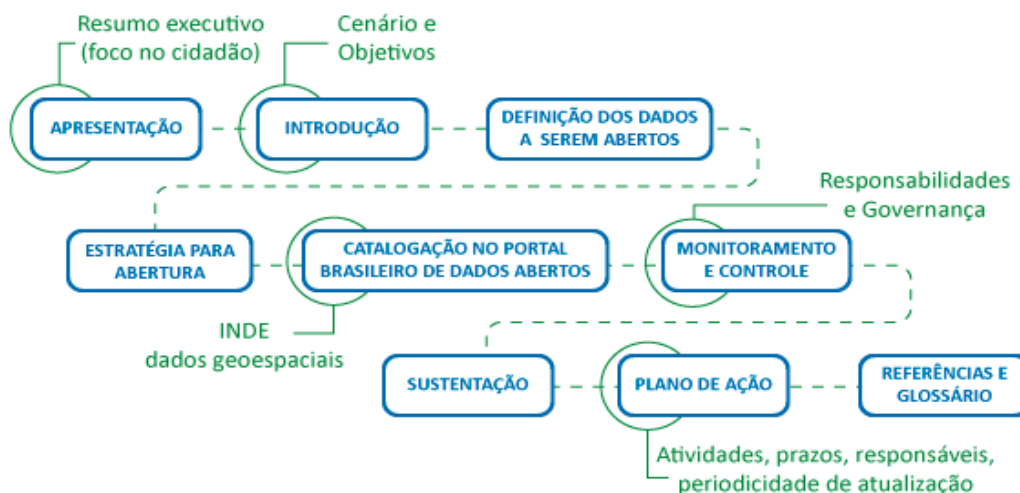 Resumo executivo
(foco no cidadão)
Cenário e
Objetivos
APRESENTAÇÃO
INTRODUÇÃO
DEFINIÇÃO DOS DADOS
A SEREM ABERTOS
Responsabilidades
e Governança
ESTRATÉGIA PARA
ABERTURA
CATALOGAÇÃO NO PORTAL
BRASILEIRO DE DADOS ABERTOS
MONITORAMENTO
E CONTROLE
INDE
dados geoespaciais
SUSTENTAÇÃO
PLANO DE AÇÃO
REFERÊNCIAS E
GLOSSÁRIO
Atividades, prazos, responsáveis,
periodicidade de atualização